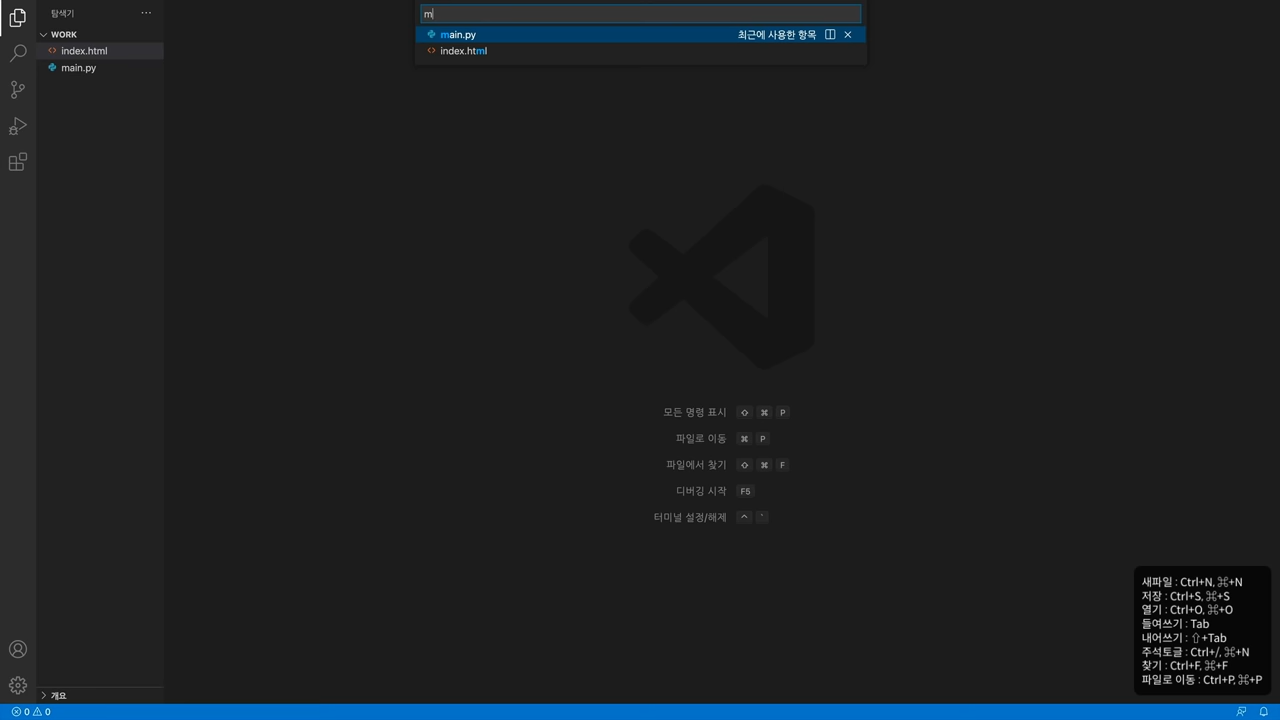 탐색기
WORK
index.html
main.py
m
main.py 최근에 사용한 항목
index.html
모든 명령 표시 ⇧ ⌘ P
파일로 이동 ⌘ P
파일에서 찾기 ⇧ ⌘ F
디버깅 시작 F5
터미널 설정/해제 ^ `
새파일 : Ctrl+N, ⌘+N
저장 : Ctrl+S, ⌘+S
열기 : Ctrl+O, ⌘+O
들여쓰기 : Tab
내어쓰기 : ⇧+Tab
주석토글 : Ctrl+/, ⌘+N
찾기 : Ctrl+F, ⌘+F
파일로 이동 : Ctrl+P, ⌘+P
개요
0 0